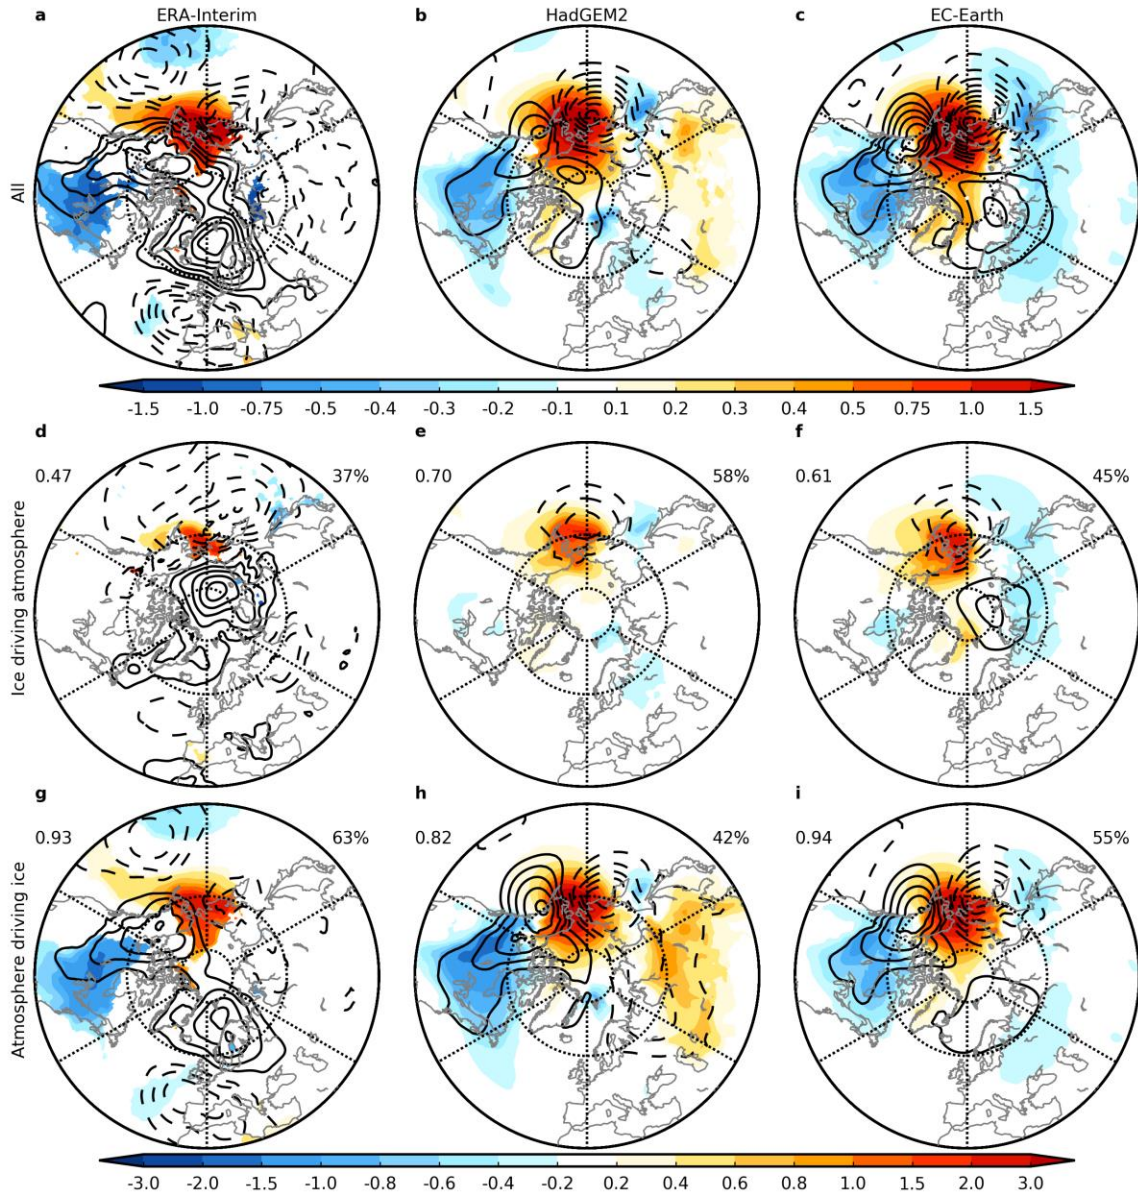 a ERA-Interim b HadGEM2 c EC-Earth
All
-1.5 -1.0 -0.75 -0.5 -0.4 -0.3 -0.2 -0.1 0.1 0.2 0.3 0.4 0.5 0.75 1.0 1.5
d e f
0.47 37% 0.70 58% 0.61 45%
Ice driving atmosphere
g h i
0.93 63% 0.82 42% 0.94 55%
Atmosphere driving ice
-3.0 -2.0 -1.5 -1.0 -0.8 -0.6 -0.4 -0.2 0.2 0.4 0.6 0.8 1.0 1.5 2.0 3.0